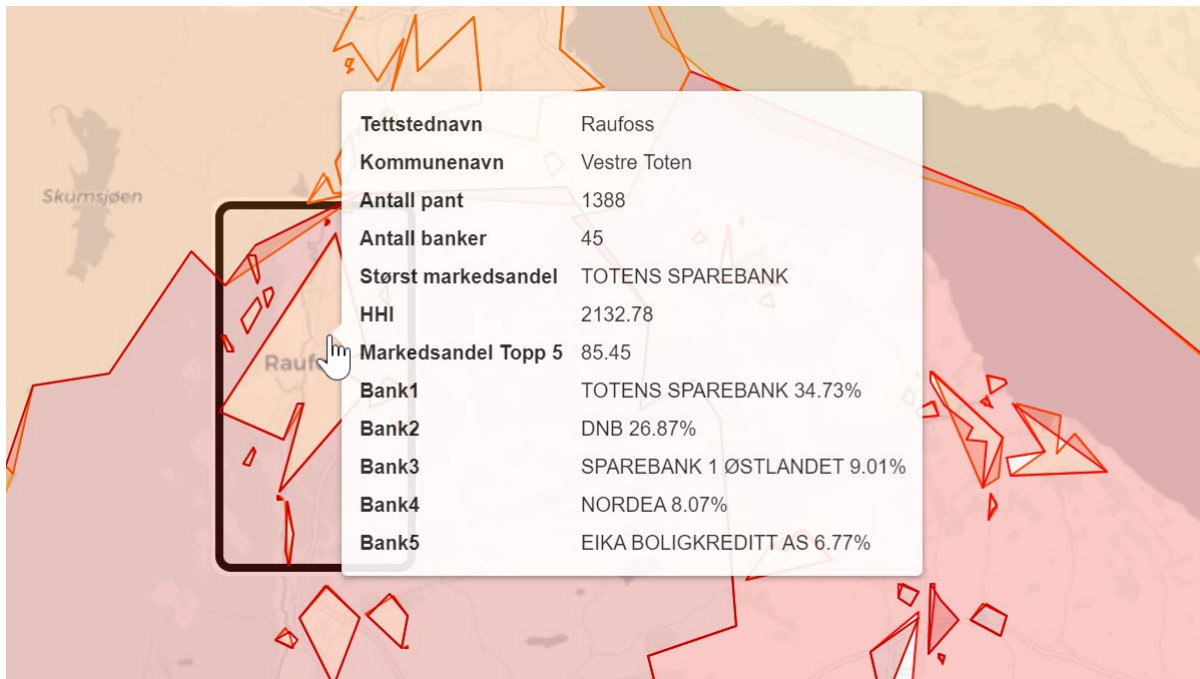 Skumsjøen
Tettstednavn Raufoss
Kommunenavn Vestre Toten
Antall pant 1388
Antall banker 45
Størst markedsandel TOTENS SPAREBANK
HHI 2132.78
Markedsandel Topp 5 85.45
Rauf
Bank1 TOTENS SPAREBANK 34.73%
Bank2 DNB 26.87%
Bank3 SPAREBANK 1 ØSTLANDET 9.01%
Bank4 NORDEA 8.07%
Bank5 EIKA BOLIGKREDITT AS 6.77%